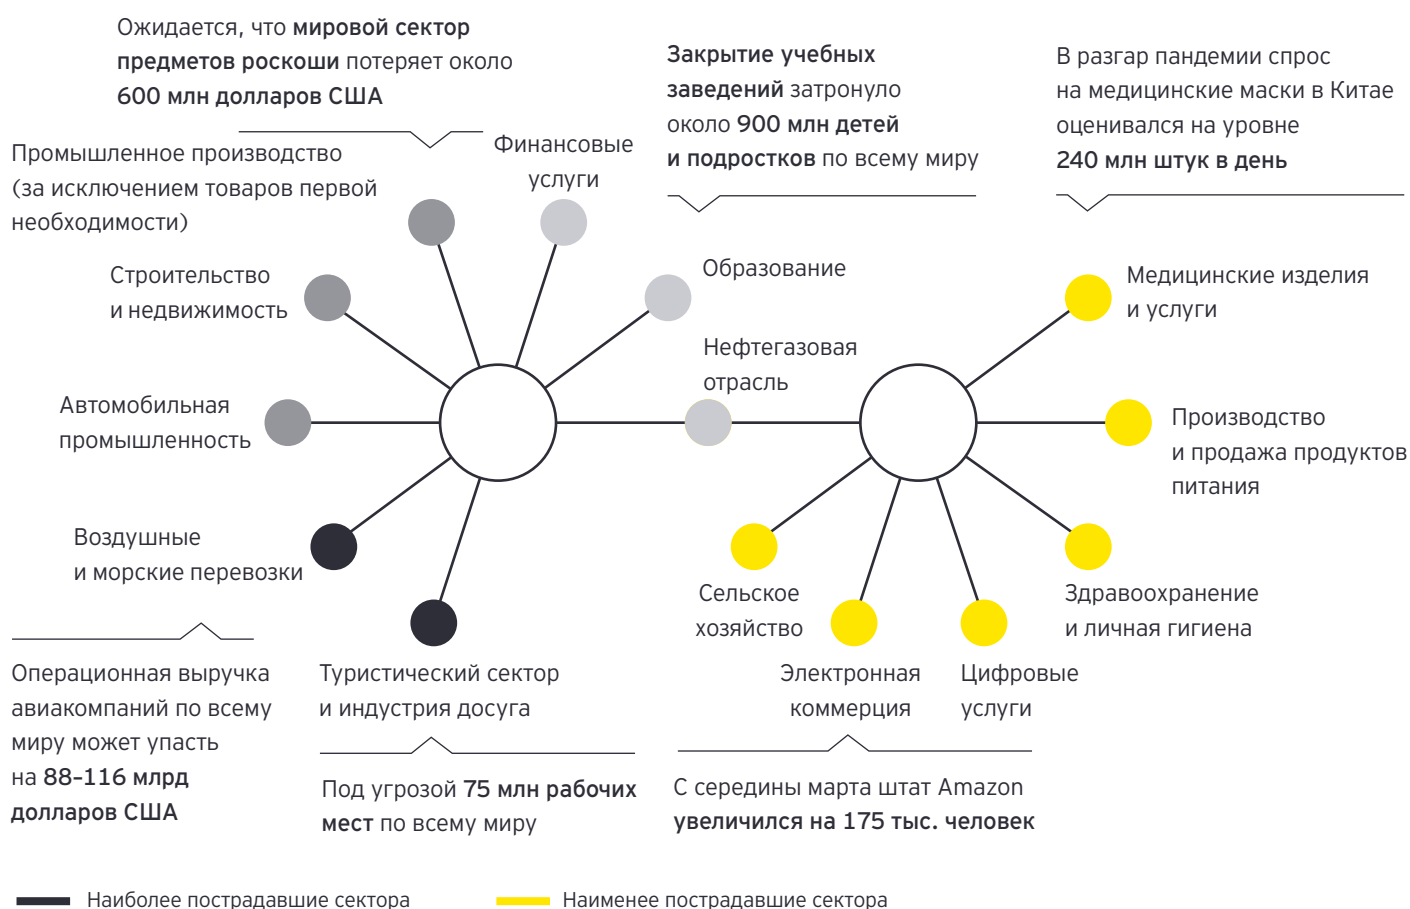 Ожидается, что мировой сектор
предметов роскоши потеряет около
600 млн долларов США
Закрытие учебных
заведений затронуло
около 900 млн детей
и подростков по всему миру
В разгар пандемии спрос
на медицинские маски в Китае
оценивался на уровне
240 млн штук в день
Промышленное производство
(за исключением товаров первой
необходимости)
Финансовые
услуги
Строительство
и недвижимость
Образование
Медицинские изделия
и услуги
Нефтегазовая
отрасль
Автомобильная
промышленность
Производство
и продажа продуктов
питания
Воздушные
и морские перевозки
Сельское
хозяйство
Здравоохранение
и личная гигиена
Туристический сектор
и индустрия досуга
Электронная
коммерция
Цифровые
услуги
Операционная выручка
авиакомпаний по всему
миру может упасть
на 88–116 млрд
долларов США
Под угрозой 75 млн рабочих
мест по всему миру
С середины марта штат Amazon
увеличился на 175 тыс. человек
Наиболее пострадавшие сектора
Наименее пострадавшие сектора